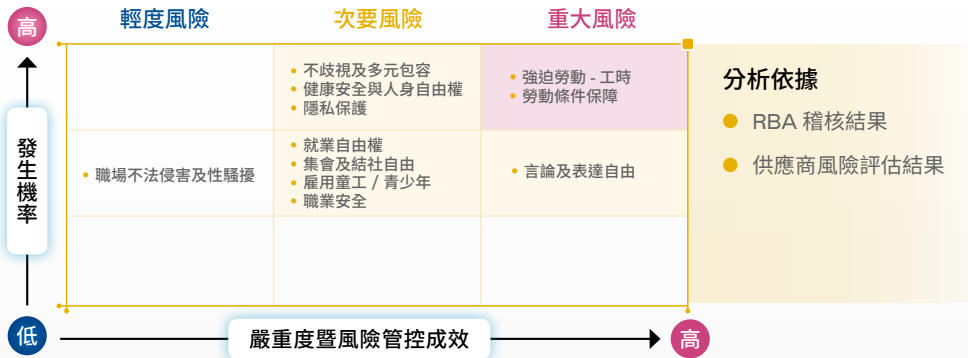 高
輕度風險
次要風險
重大風險
• 不歧視及多元包容
• 健康安全與人身自由權
• 隱私保護
• 強迫勞動 - 工時
• 勞動條件保障
• 職場不法侵害及性騷擾
• 就業自由權
• 集會及結社自由
• 雇用童工 / 青少年
• 職業安全
• 言論及表達自由
發生機率
低
嚴重度暨風險管控成效
高
分析依據
● RBA 稽核結果
● 供應商風險評估結果